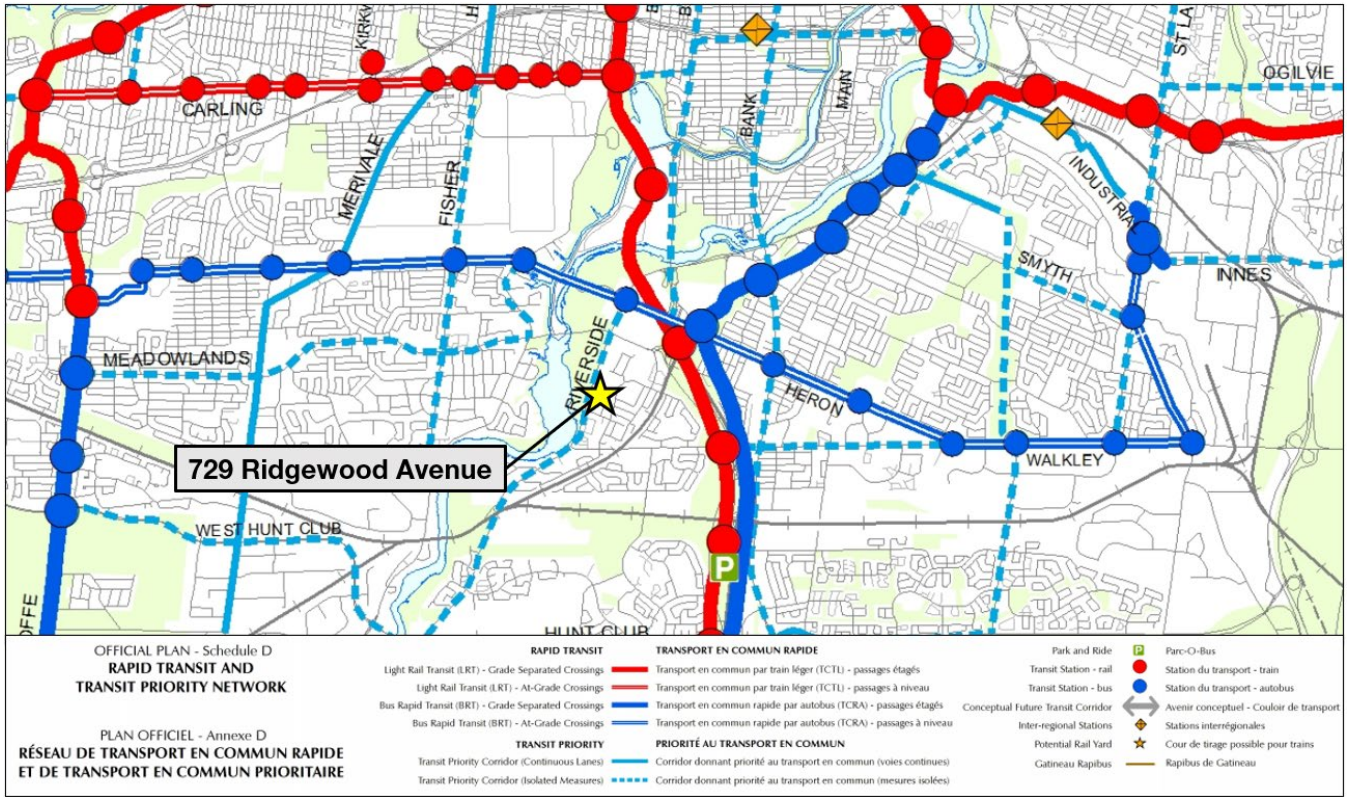 KIRKW
H
B
B
ST LA
OGILVIE
CARLING
MAIN
BANK
MERIVALE
FISHER
INDUSTRIAL
SMYTH
INNES
MEADOWLANDS
RIVERSIDE
HERON
729 Ridgewood Avenue
WALKLEY
WEST HUNT CLUB
P
OFFE
HUNT CLUB
OFFICIAL PLAN - Schedule D
RAPID TRANSIT AND
TRANSIT PRIORITY NETWORK
PLAN OFFICIEL - Annexe D
RÉSEAU DE TRANSPORT EN COMMUN RAPIDE
ET DE TRANSPORT EN COMMUN PRIORITAIRE
RAPID TRANSIT TRANSPORT EN COMMUN RAPIDE
Light Rail Transit (LRT) - Grade Separated Crossings Transport en commun par train léger (TCTL) - passages étagés
Light Rail Transit (LRT) - At-Grade Crossings Transport en commun par train léger (TCTL) - passages à niveau
Bus Rapid Transit (BRT) - Grade Separated Crossings Transport en commun rapide par autobus (TCRA) - passages étagés
Bus Rapid Transit (BRT) - At-Grade Crossings Transport en commun rapide par autobus (TCRA) - passages à niveau
TRANSIT PRIORITY PRIORITÉ AU TRANSPORT EN COMMUN
Transit Priority Corridor (Continuous Lanes) Corridor donnant priorité au transport en commun (voies continues)
Transit Priority Corridor (Isolated Measures) Corridor donnant priorité au transport en commun (mesures isolées)
Park and Ride P Parc-O-Bus
Transit Station - rail Station du transport - train
Transit Station - bus Station du transport - autobus
Conceptual Future Transit Corridor Avenir conceptuel - Couloir de transport
Inter-regional Stations Stations interrégionales
Potential Rail Yard Cour de tirage possible pour trains
Gatineau Rapibus Rapibus de Gatineau